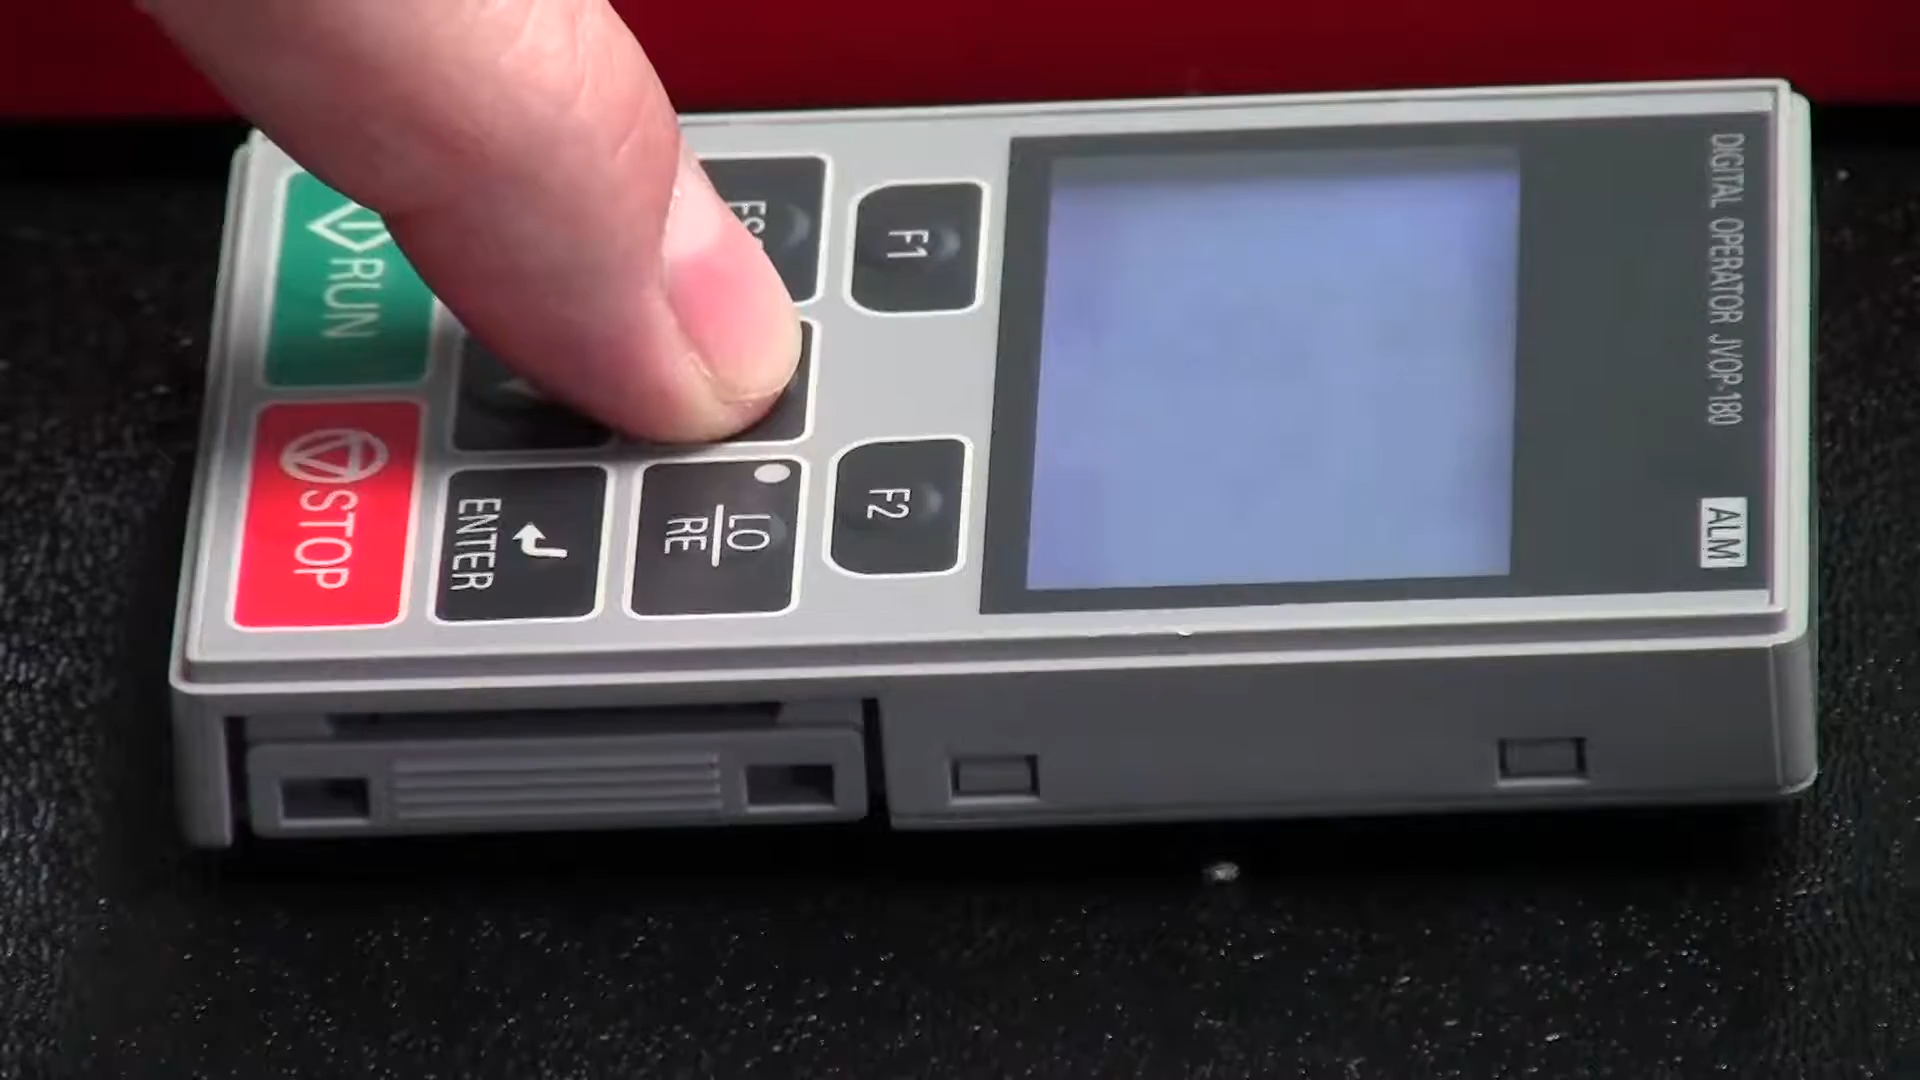 DIGITAL OPERATOR JVOP-180
ALM
F1
F2
LO
RE
ENTER
RUN
STOP